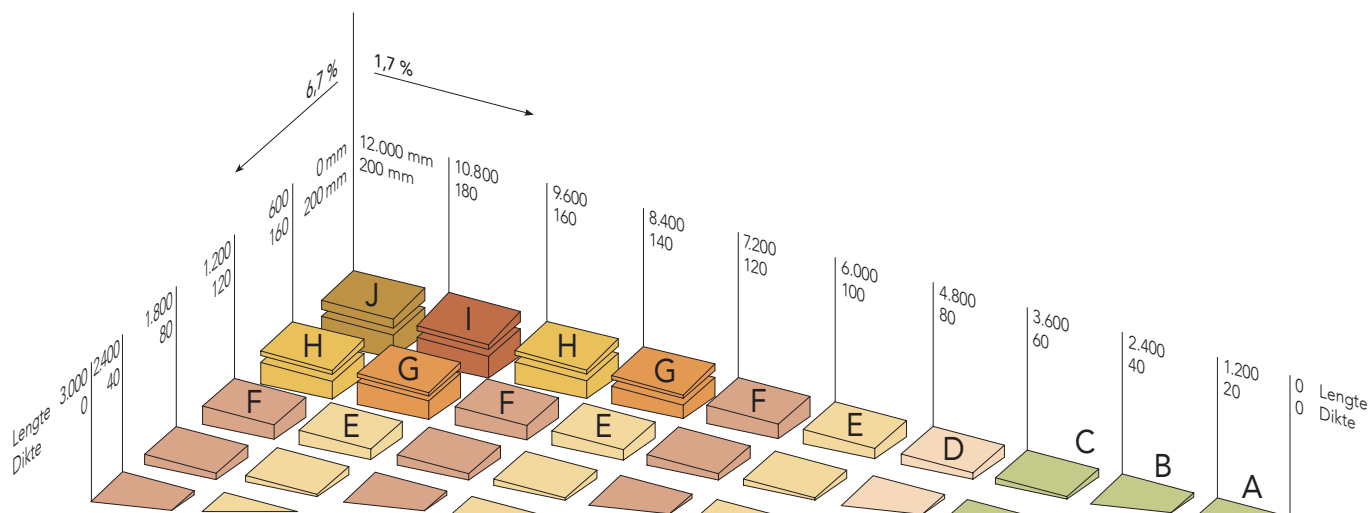 6,7 %
1,7 %
0 mm
200 mm
12.000 mm
200 mm
10.800
180
9.600
160
8.400
140
7.200
120
6.000
100
4.800
80
3.600
60
2.400
40
1.200
20
0
0
Lengte
Dikte
600
160
1.200
120
1.800
80
2.400
40
3.000
0
Lengte
Dikte
J
I
H
H
G
G
F
F
F
E
E
E
D
C
B
A